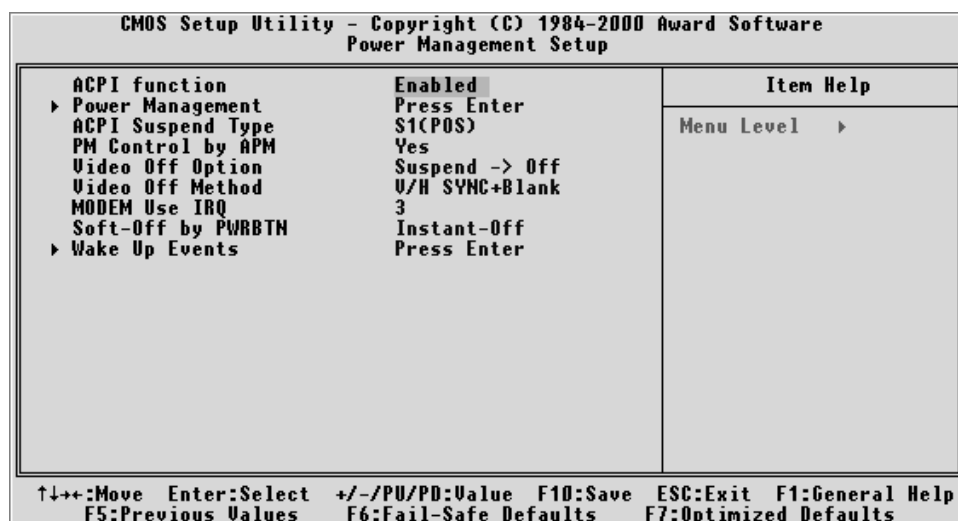 CMOS Setup Utility - Copyright (C) 1984-2000 Award Software
Power Management Setup
ACPI function Enabled
▸ Power Management Press Enter
ACPI Suspend Type S1(POS)
PM Control by APM Yes
Video Off Option Suspend -> Off
Video Off Method V/H SYNC+Blank
MODEM Use IRQ 3
Soft-Off by PWRBTN Instant-Off
▸ Wake Up Events Press Enter
Item Help
Menu Level ▸
↑↓→←:Move Enter:Select +/-/PU/PD:Value F10:Save ESC:Exit F1:General Help
F5:Previous Values F6:Fail-Safe Defaults F7:Optimized Defaults